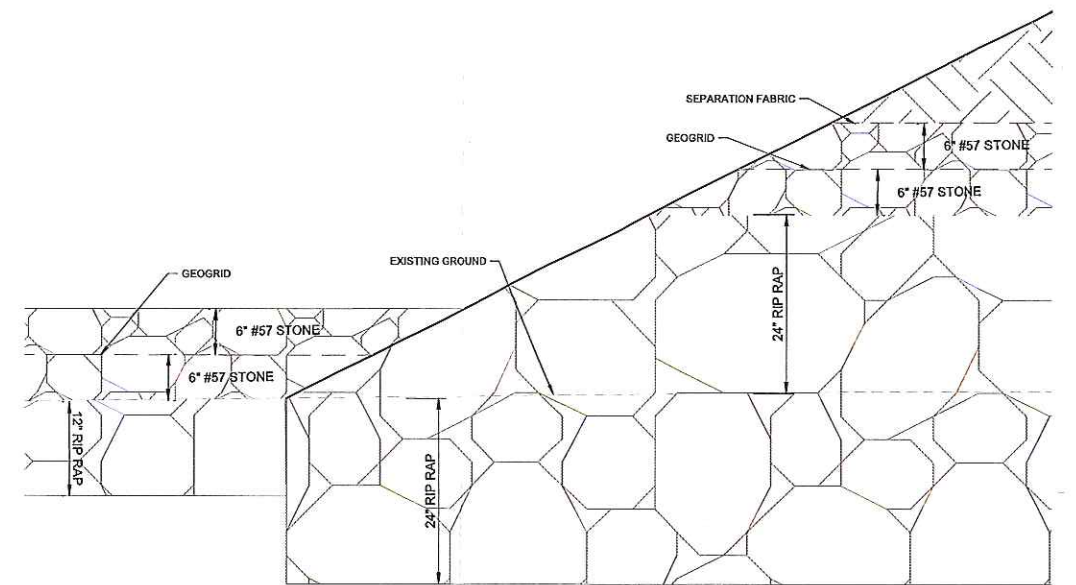 SEPARATION FABRIC
GEOGRID
6" #57 STONE
6" #57 STONE
EXISTING GROUND
GEOGRID
24" RIP RAP
6" #57 STONE
6" #57 STONE
12" RIP RAP
24" RIP RAP